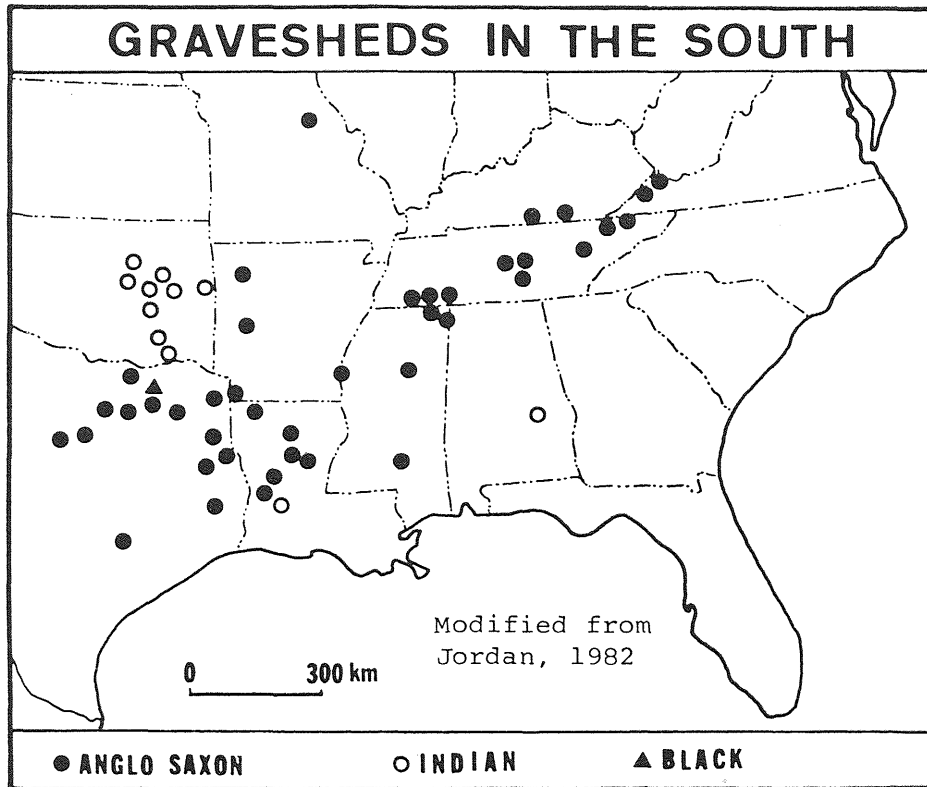 GRAVESHEDS IN THE SOUTH
Modified from
Jordan, 1982
0 300 km
ANGLO SAXON INDIAN BLACK